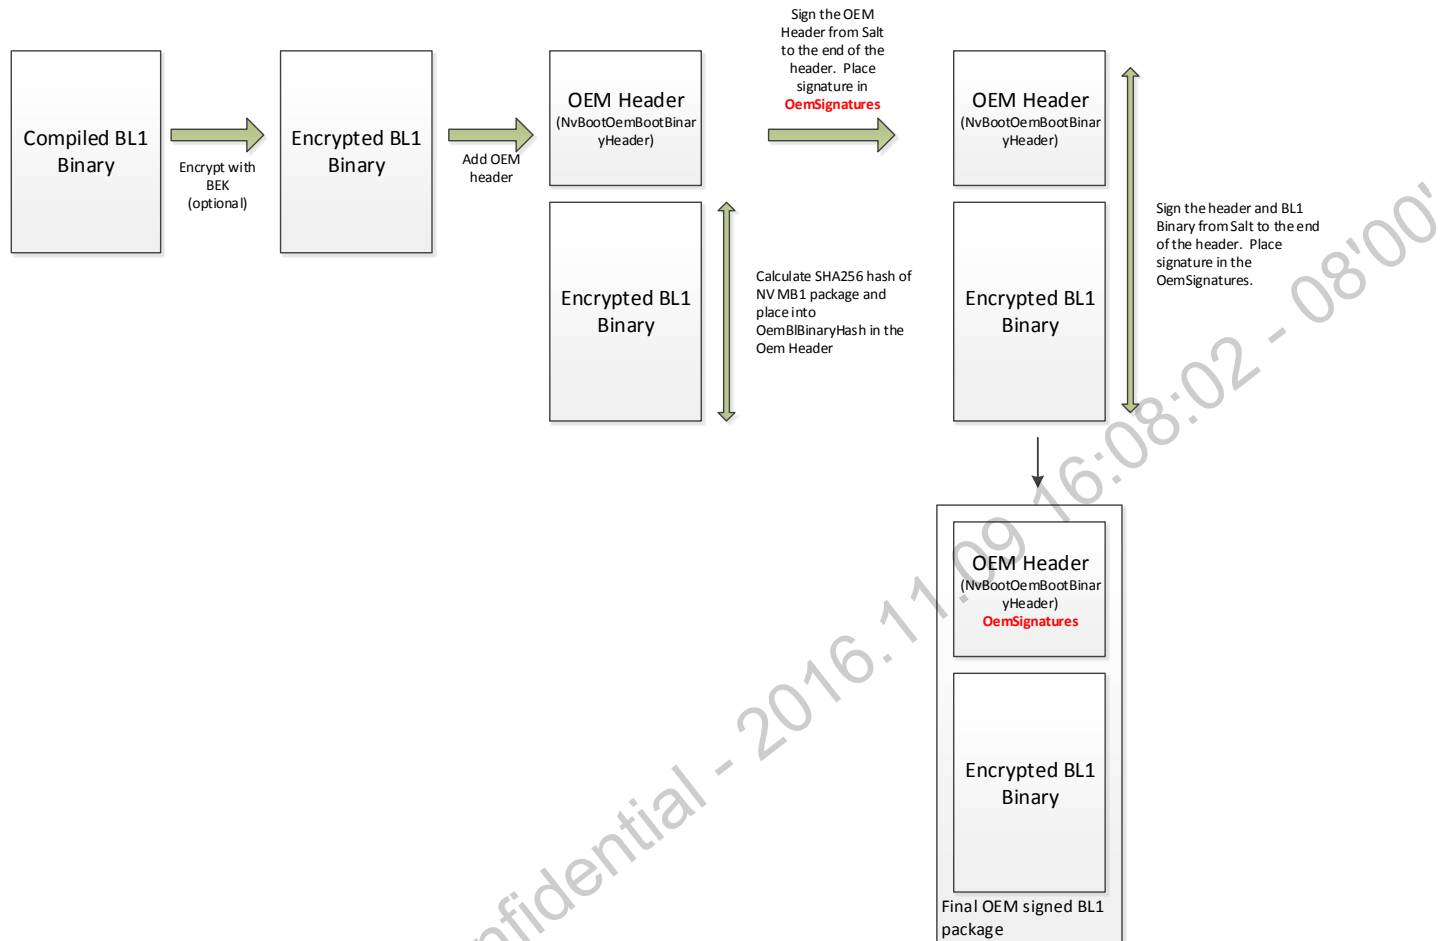 Compiled BL1
Binary
Encrypt with
BEK
(optional)
Encrypted BL1
Binary
Add OEM
header
OEM Header
(NvBootOemBootBinar
yHeader)
Encrypted BL1
Binary
Calculate SHA256 hash of
NV MB1 package and
place into
OemBlBinaryHash in the
Oem Header
Sign the OEM
Header from Salt
to the end of the
header. Place
signature in
OemSignatures
OEM Header
(NvBootOemBootBinar
yHeader)
Encrypted BL1
Binary
Sign the header and BL1
Binary from Salt to the end
of the header. Place
signature in the
OemSignatures.
OEM Header
(NvBootOemBootBinar
yHeader)
OemSignatures
Encrypted BL1
Binary
Final OEM signed BL1
package
nfidential - 2016.11.09 16:08:02 - 08'00'